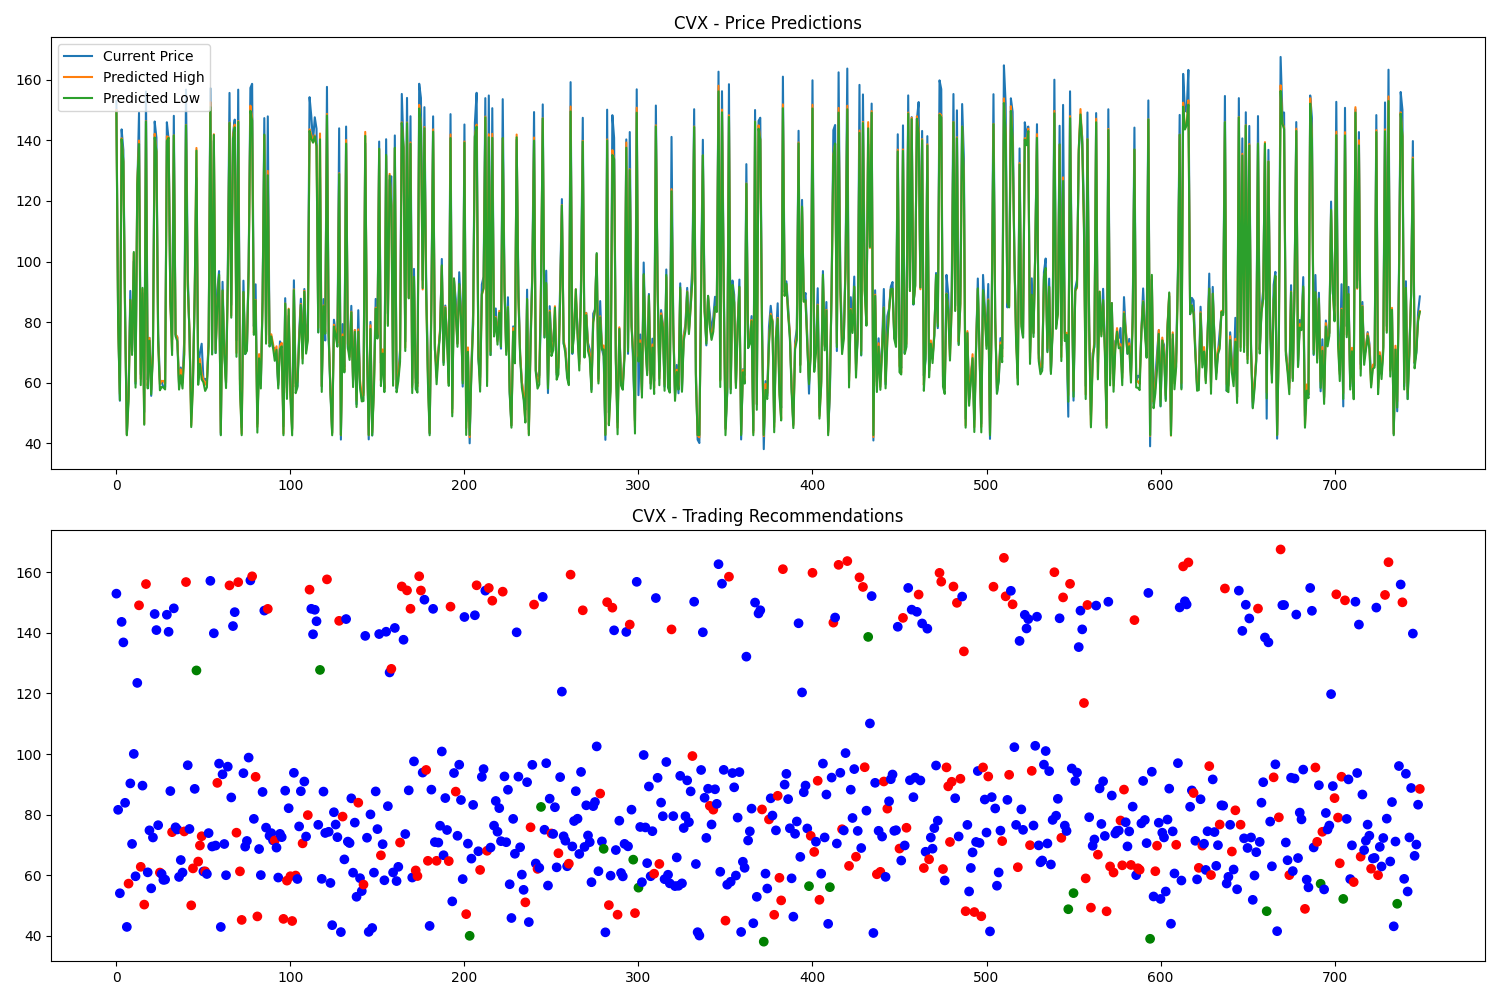 CVX - Price Predictions
Current Price
Predicted High
Predicted Low
160
140
120
100
80
60
40
0 100 200 300 400 500 600 700
CVX - Trading Recommendations
160
140
120
100
80
60
40
0 100 200 300 400 500 600 700